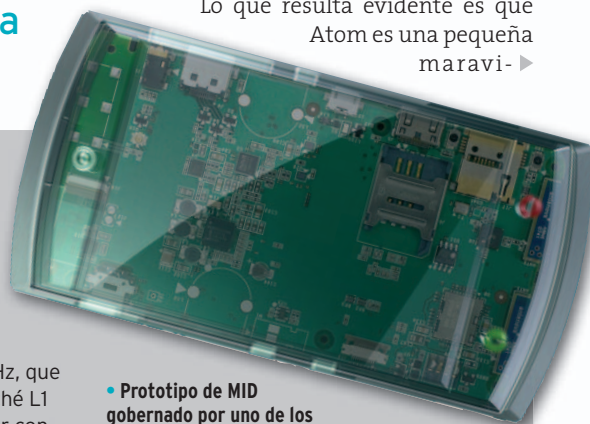 a
Lo que resulta evidente es que
Atom es una pequeña
maravi-
Hz, que
hé L1
r con
• Prototipo de MID
gobernado por uno de los